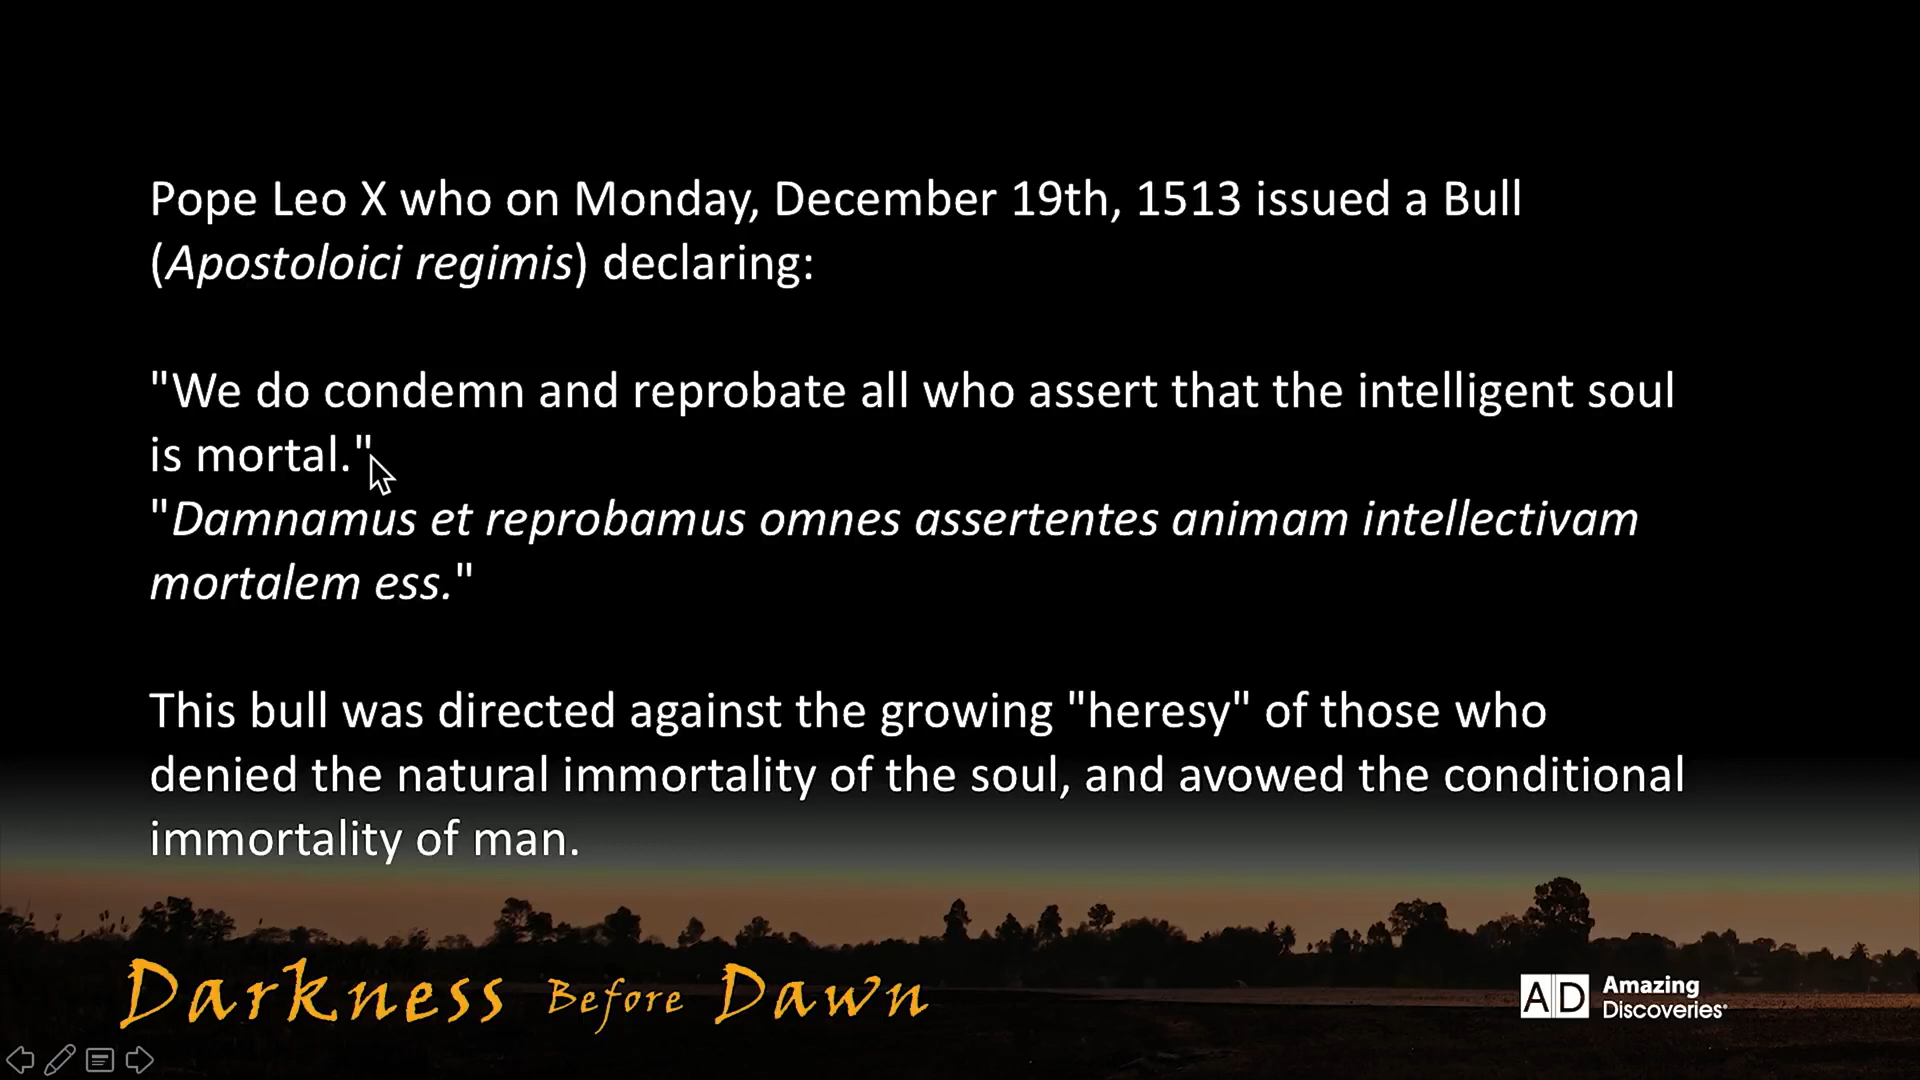 Pope Leo X who on Monday, December 19th, 1513 issued a Bull
(Apostoloici regimis) declaring:
"We do condemn and reprobate all who assert that the intelligent soul
is mortal."
"Damnamus et reprobamus omnes assertentes animam intellectivam
mortalem ess."
This bull was directed against the growing "heresy" of those who
denied the natural immortality of the soul, and avowed the conditional
immortality of man.
Darkness Before Dawn
AD Amazing
Discoveries